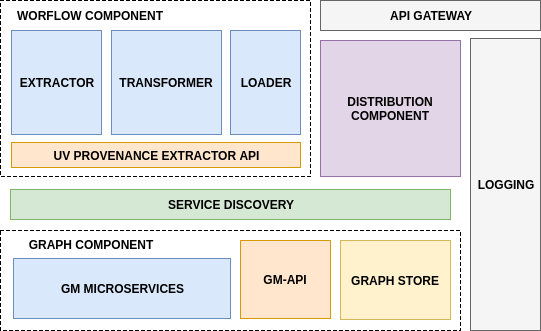 WORFLOW COMPONENT
API GATEWAY
EXTRACTOR
TRANSFORMER
LOADER
DISTRIBUTION
COMPONENT
UV PROVENANCE EXTRACTOR API
LOGGING
SERVICE DISCOVERY
GRAPH COMPONENT
GM MICROSERVICES
GM-API
GRAPH STORE